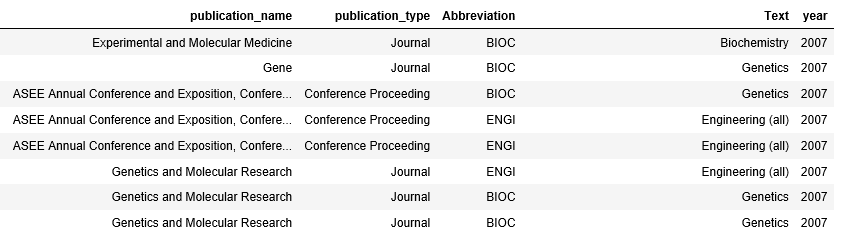 publication_name publication_type Abbreviation Text year
Experimental and Molecular Medicine Journal BIOC Biochemistry 2007
Gene Journal BIOC Genetics 2007
ASEE Annual Conference and Exposition, Confere... Conference Proceeding BIOC Genetics 2007
ASEE Annual Conference and Exposition, Confere... Conference Proceeding ENGI Engineering (all) 2007
ASEE Annual Conference and Exposition, Confere... Conference Proceeding ENGI Engineering (all) 2007
Genetics and Molecular Research Journal ENGI Engineering (all) 2007
Genetics and Molecular Research Journal BIOC Genetics 2007
Genetics and Molecular Research Journal BIOC Genetics 2007